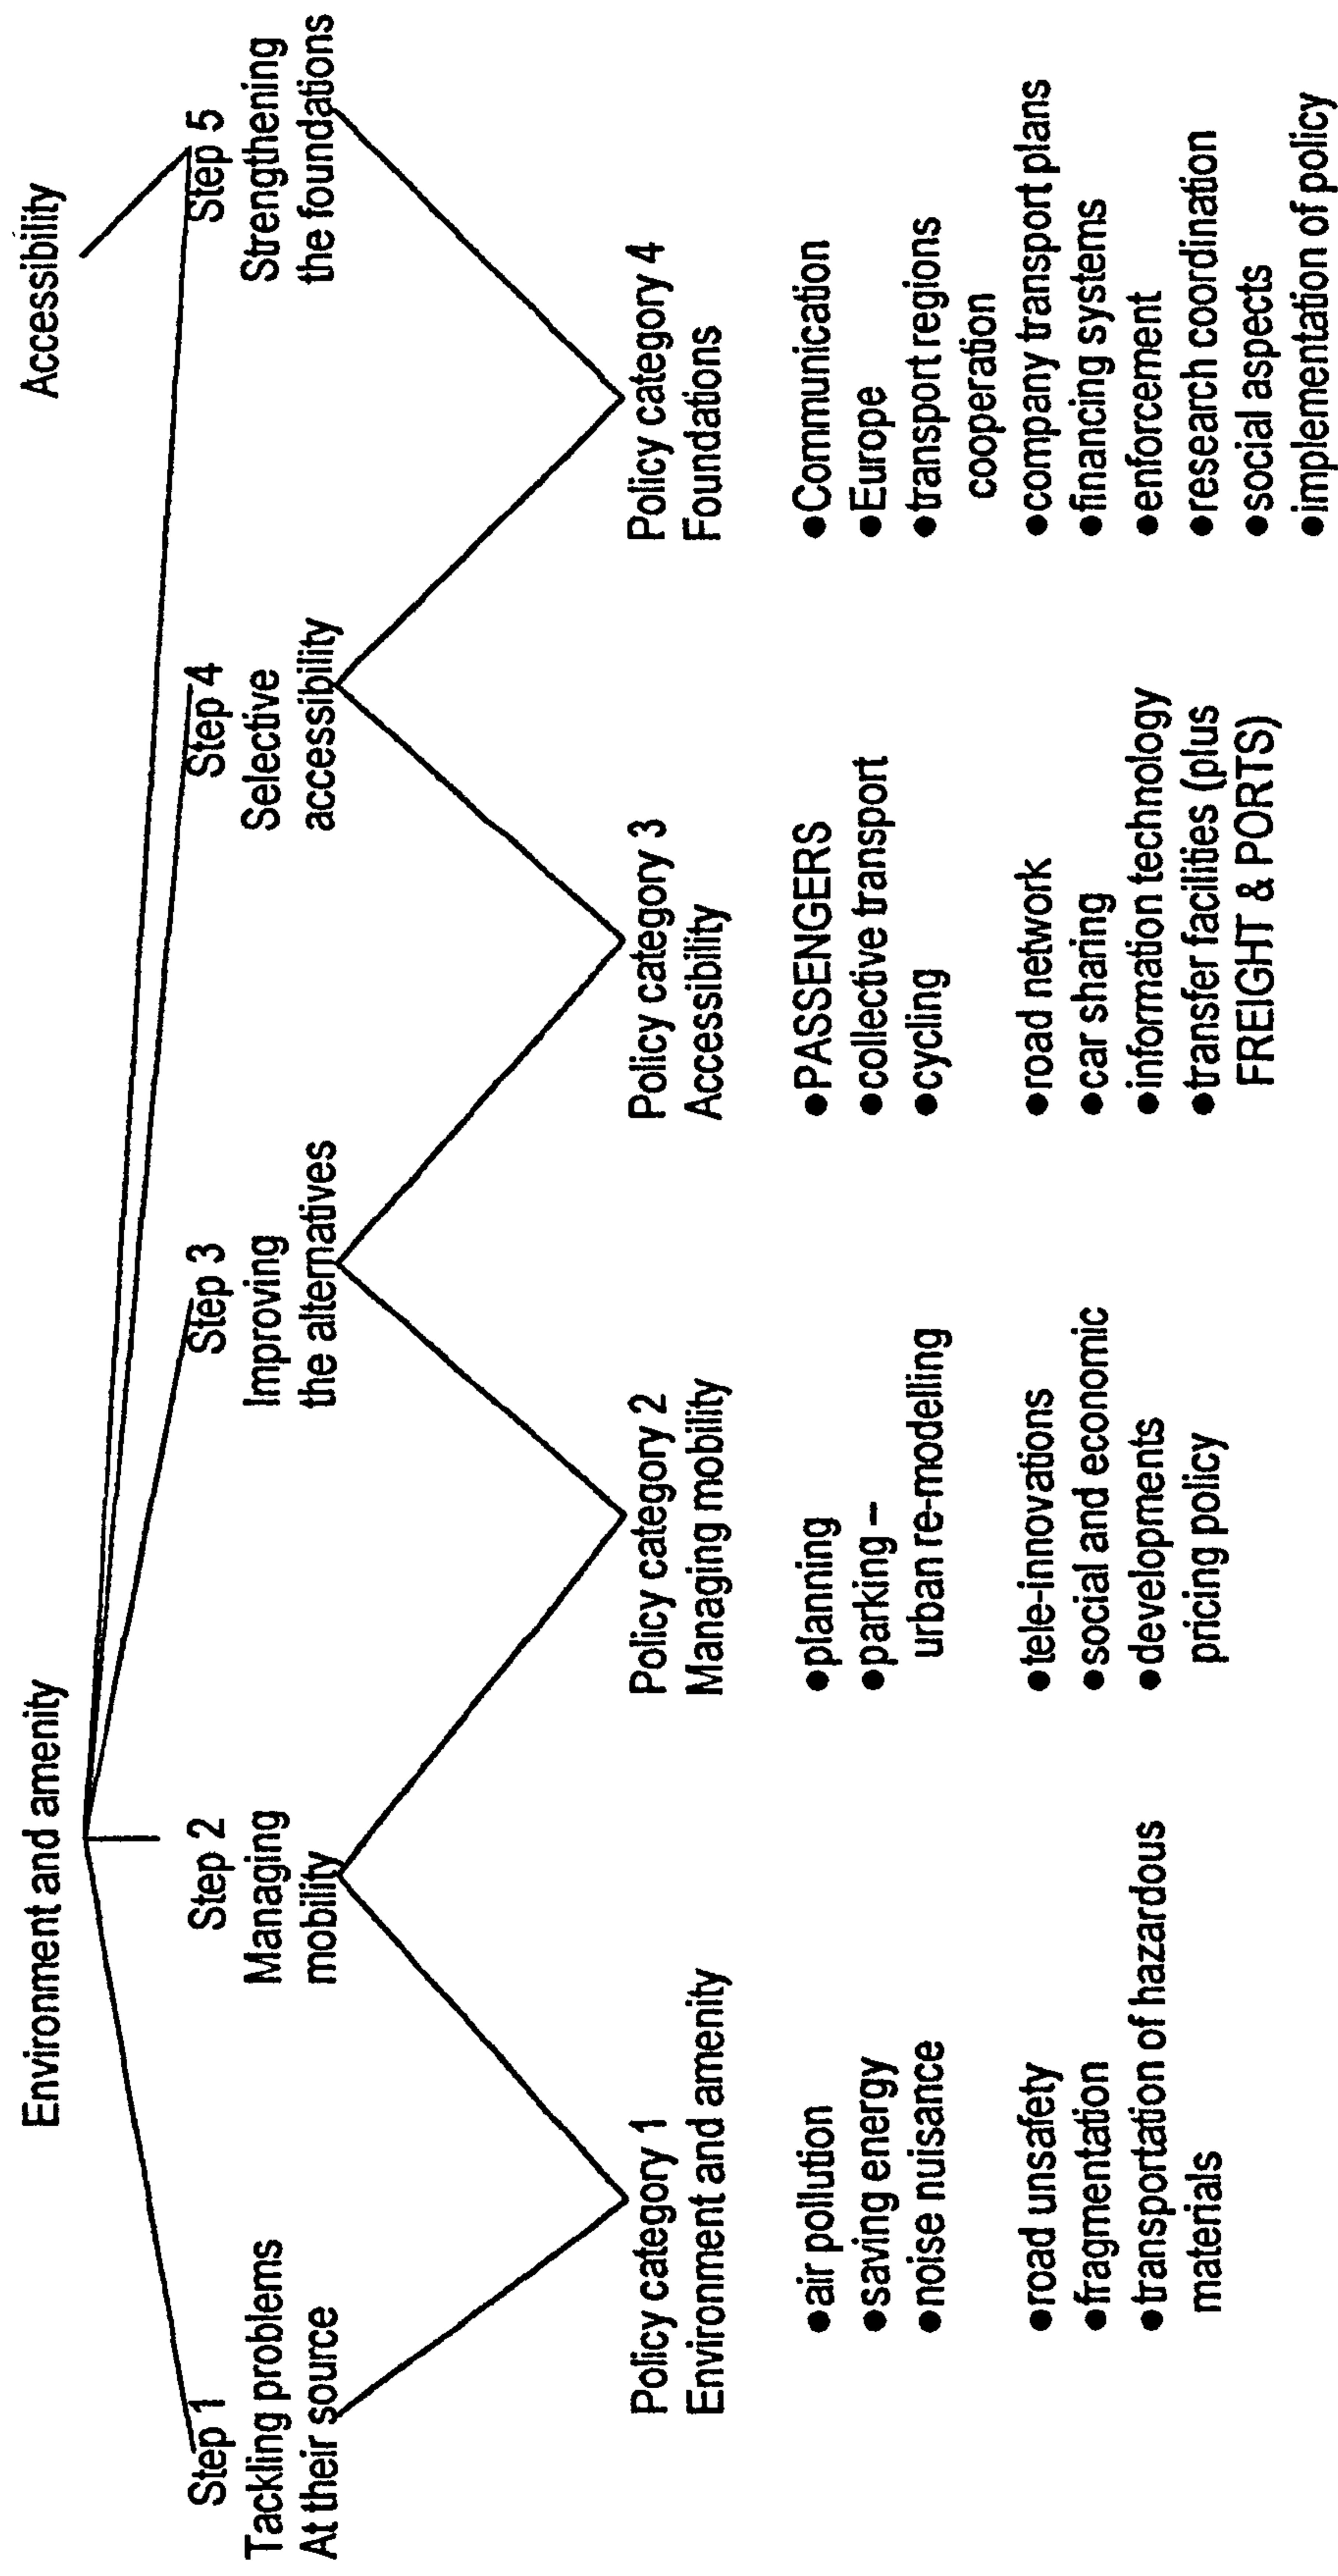 Environment and amenity
Accessibility
Step 1
Tackling problems
At their source
Step 2
Managing
mobility
Step 3
Improving
the alternatives
Step 4
Selective
accessibility
Step 5
Strengthening
the foundations
Policy category 1
Environment and amenity
●air pollution
●saving energy
●noise nuisance
●road unsafety
●fragmentation
●transportation of hazardous
materials
Policy category 2
Managing mobility
●planning
●parking –
urban re-modelling
●tele-innovations
●social and economic
●developments
pricing policy
Policy category 3
Accessibility
●PASSENGERS
●collective transport
●cycling
●road network
●car sharing
●information technology
●transfer facilities (plus
FREIGHT & PORTS)
Policy category 4
Foundations
●Communication
●Europe
●transport regions
cooperation
●company transport plans
●financing systems
●enforcement
●research coordination
●social aspects
●implementation of policy